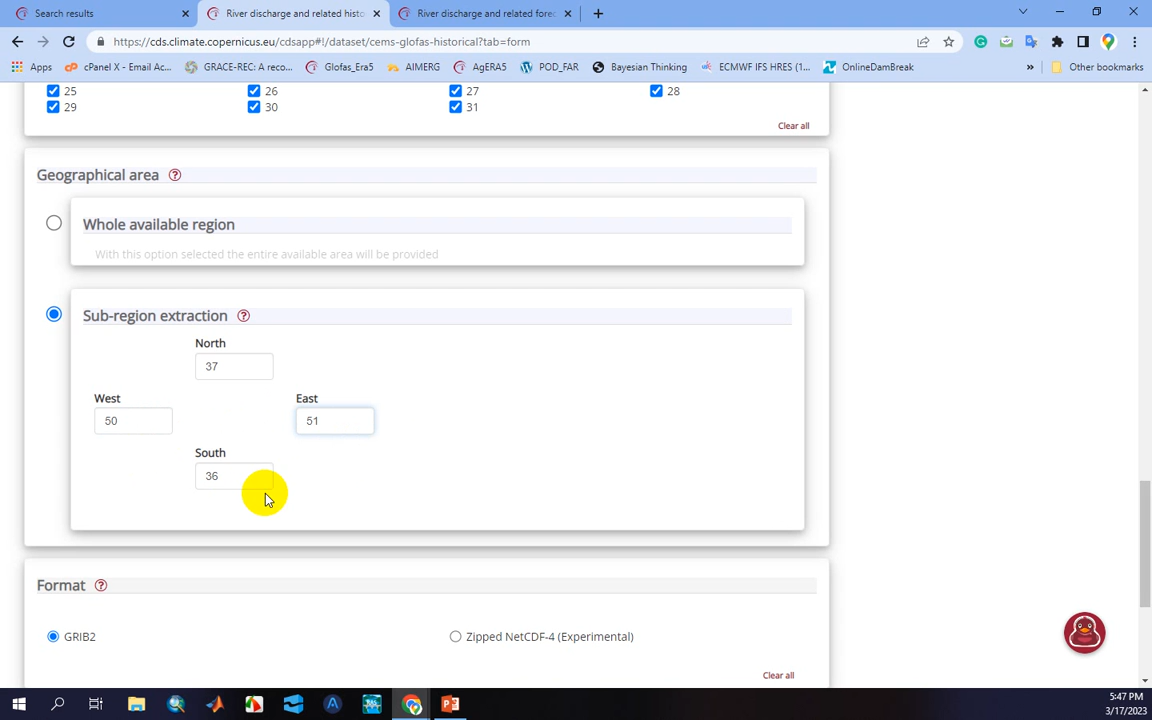 Search results
River discharge and related histo
River discharge and related forec
https://cds.climate.copernicus.eu/cdsapp#!/dataset/cems-glofas-historical?tab=form
Apps
cPanel X - Email Ac...
GRACE-REC: A reco...
Glofas_Era5
AIMERG
AgERA5
POD_FAR
Bayesian Thinking
ECMWF IFS HRES (1...
OnlineDamBreak
»
Other bookmarks
25 26 27 28
29 30 31
Clear all
Geographical area ?
Whole available region
With this option selected the entire available area will be provided
Sub-region extraction ?
North
37
West East
50 51
South
36
Format ?
GRIB2 Zipped NetCDF-4 (Experimental)
Clear all
5:47 PM
3/17/2023